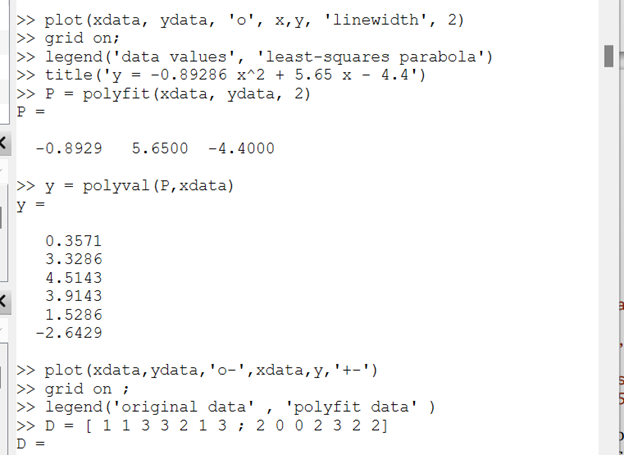 >> plot(xdata, ydata, 'o', x,y, 'linewidth', 2)
>> grid on;
>> legend('data values', 'least-squares parabola')
>> title('y = -0.89286 x^2 + 5.65 x - 4.4')
>> P = polyfit(xdata, ydata, 2)
P =
-0.8929 5.6500 -4.4000
>> y = polyval(P,xdata)
y =
0.3571
3.3286
4.5143
3.9143
1.5286
-2.6429
>> plot(xdata,ydata,'o-',xdata,y,'+-')
>> grid on ;
>> legend('original data' , 'polyfit data' )
>> D = [ 1 1 3 3 2 1 3 ; 2 0 0 2 3 2 2]
D =